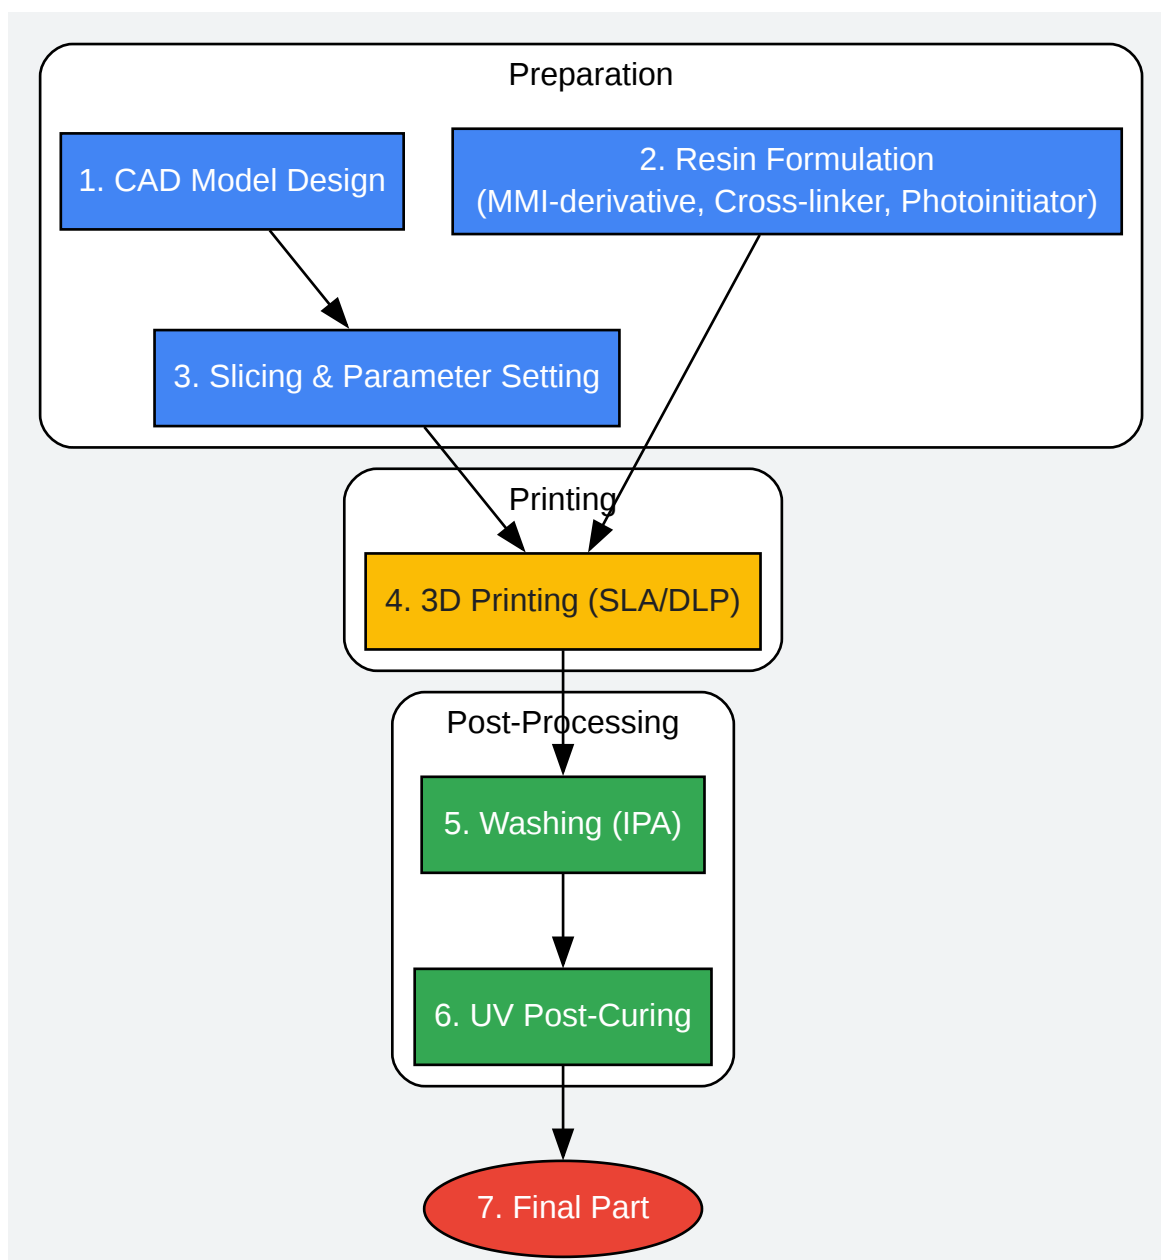 Preparation
1. CAD Model Design
2. Resin Formulation
(MMI-derivative, Cross-linker, Photoinitiator)
3. Slicing & Parameter Setting
Printing
4. 3D Printing (SLA/DLP)
Post-Processing
5. Washing (IPA)
6. UV Post-Curing
7. Final Part